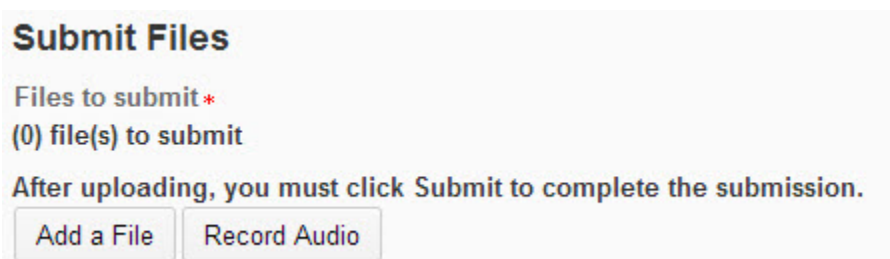 Submit Files
Files to submit*
(0) file(s) to submit
After uploading, you must click Submit to complete the submission.
Add a File Record Audio